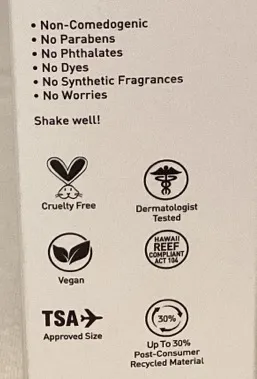 • Non-Comedogenic
• No Parabens
• No Phthalates
• No Dyes
• No Synthetic Fragrances
• No Worries
Shake well!
Cruelty Free
Dermatologist
Tested
Vegan
HAWAII
REEF
COMPLIANT
ACT 104
TSA
Approved Size
30%
Up To 30%
Post-Consumer
Recycled Material